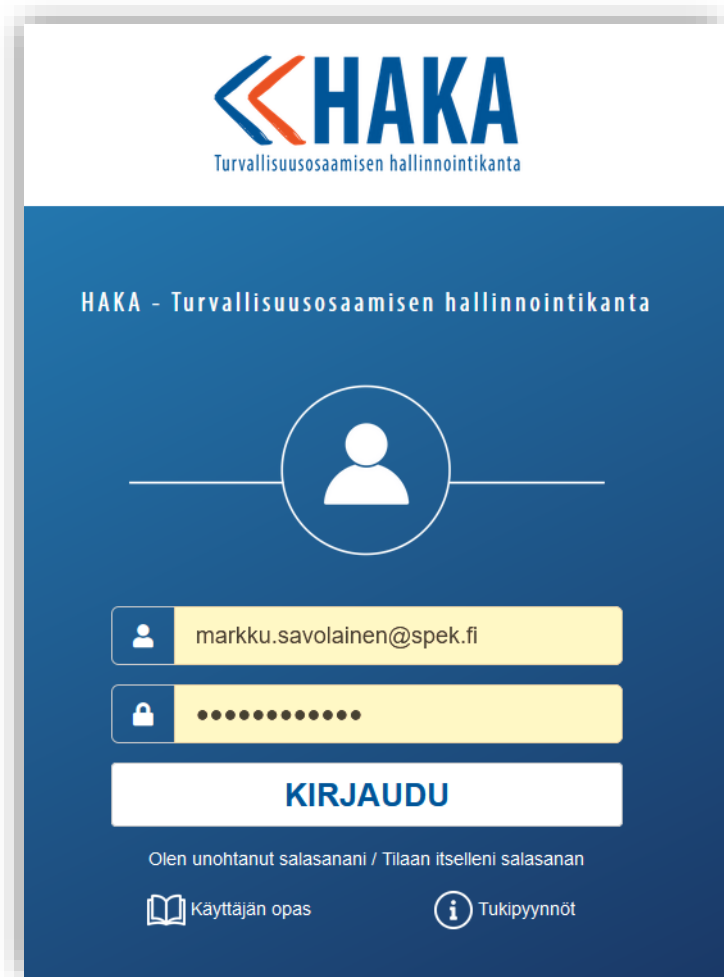 HAKA
Turvallisuusosaamisen hallinnointikanta
HAKA - Turvallisuusosaamisen hallinnointikanta
markku.savolainen@spek.fi
●●●●●●●●●●●●
KIRJAUDU
Olen unohtanut salasanani / Tilaan itselleni salasanan
Käyttäjän opas
Tukipyynnöt